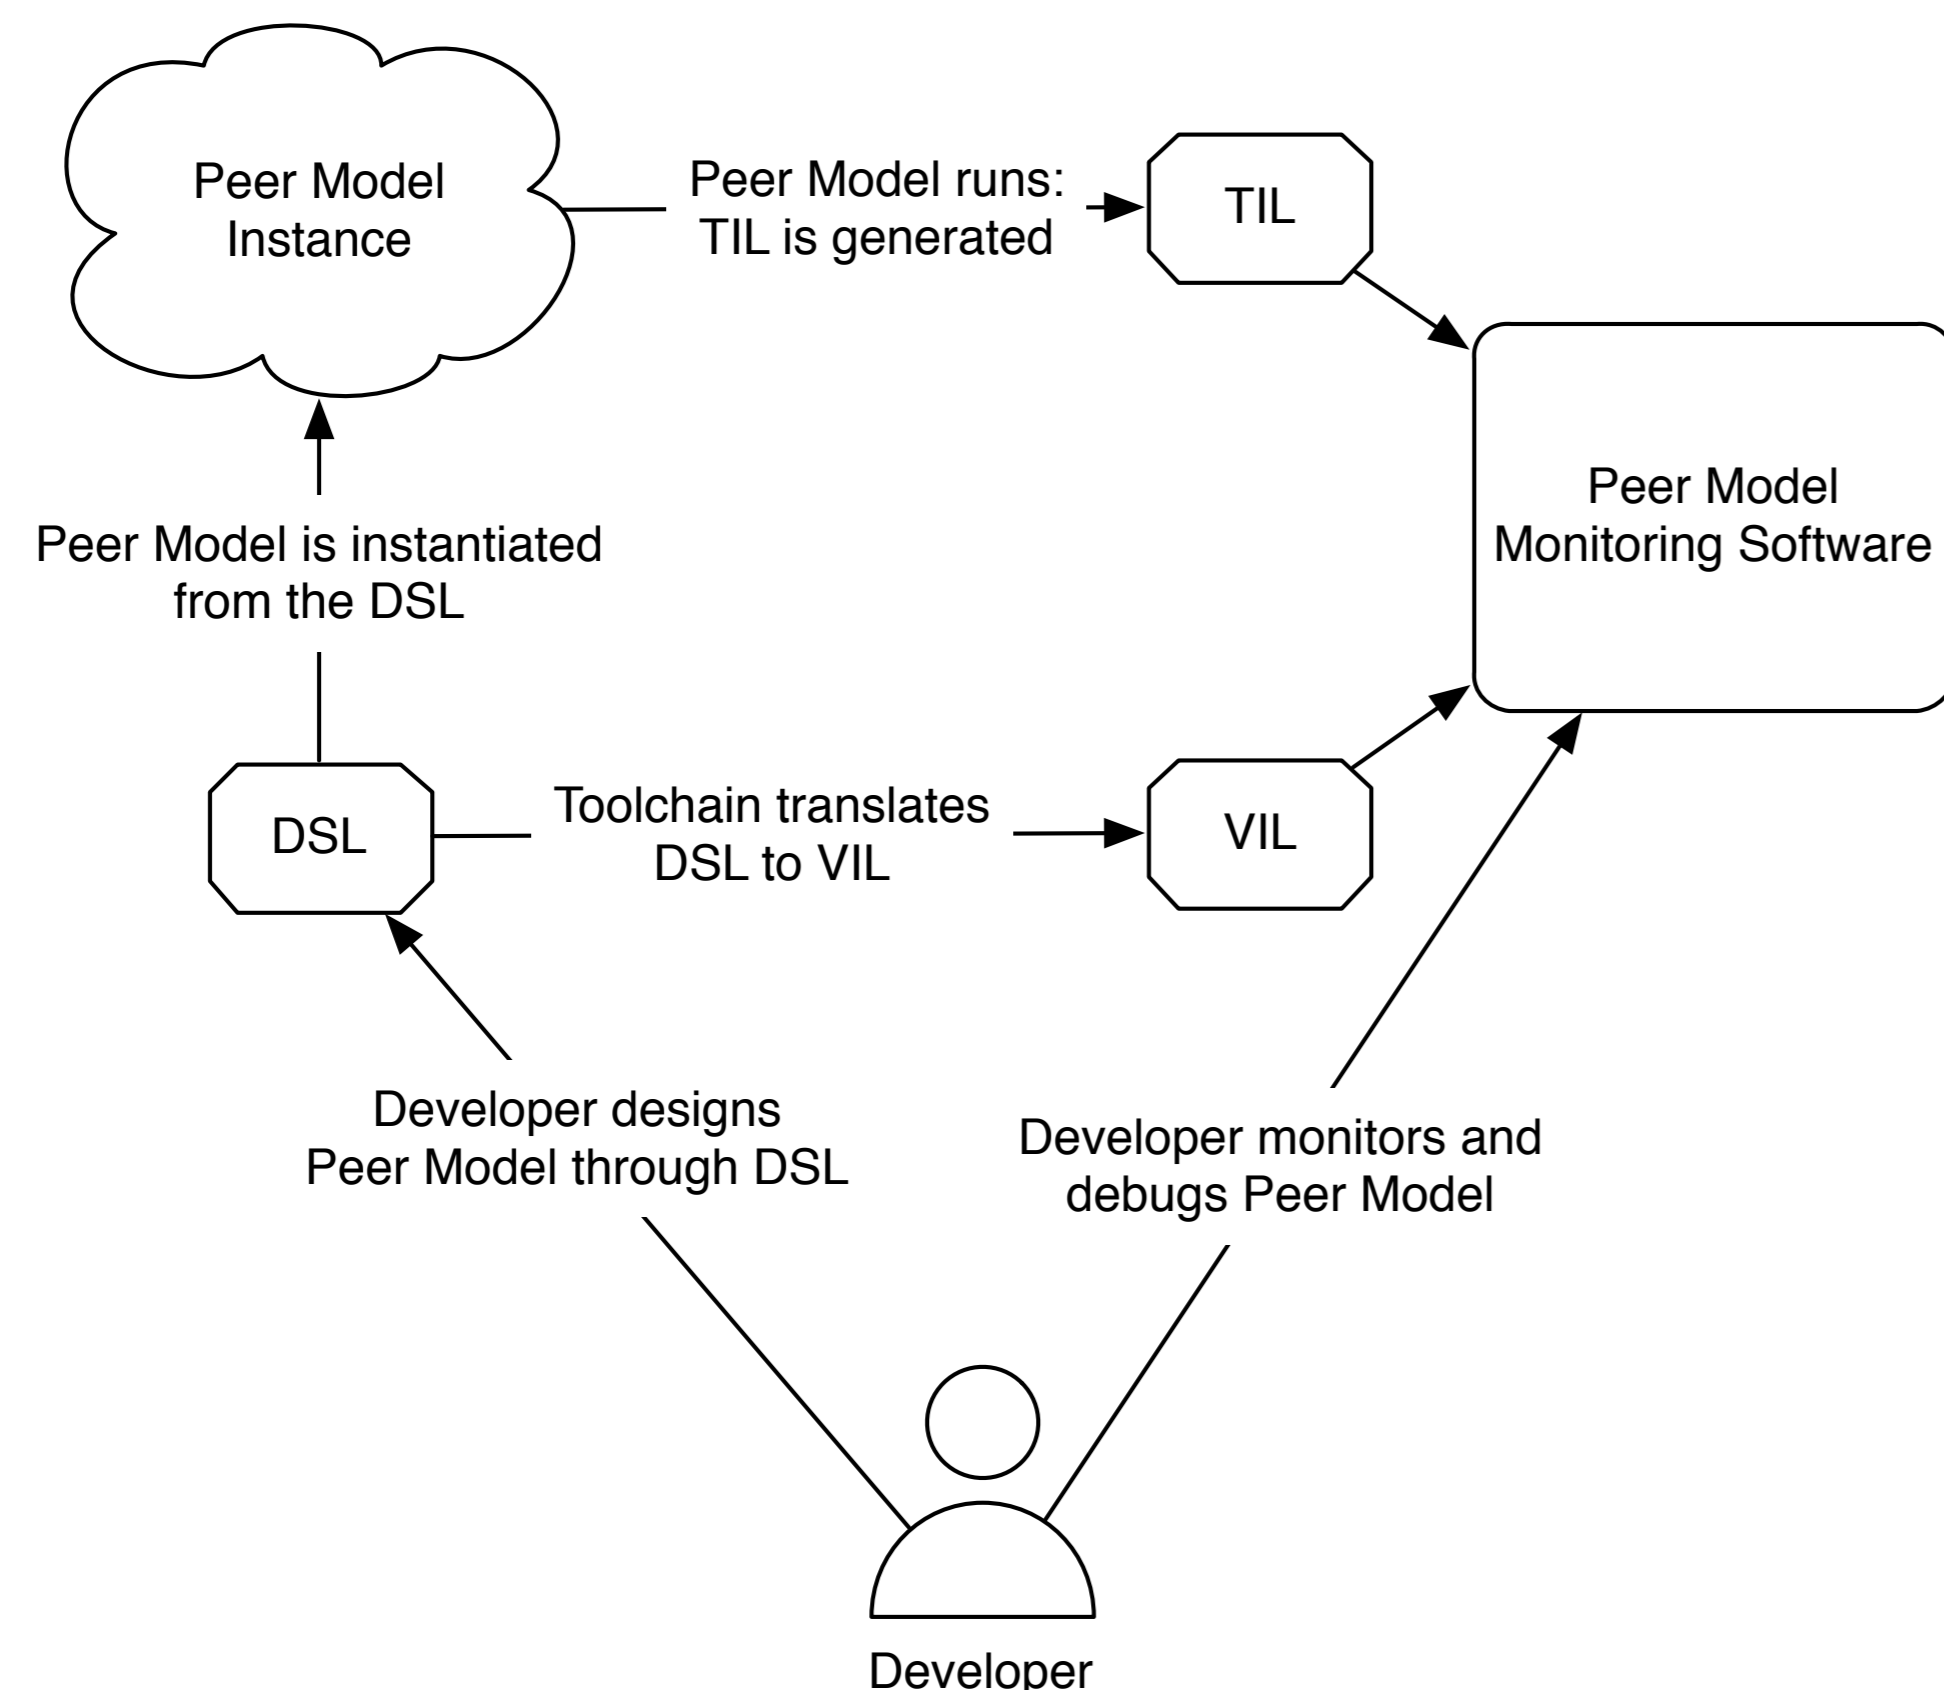 Peer Model
Instance
Peer Model runs:
TIL is generated
TIL
Peer Model
Monitoring Software
Peer Model is instantiated
from the DSL
DSL
Toolchain translates
DSL to VIL
VIL
Developer designs
Peer Model through DSL
Developer monitors and
debugs Peer Model
Developer